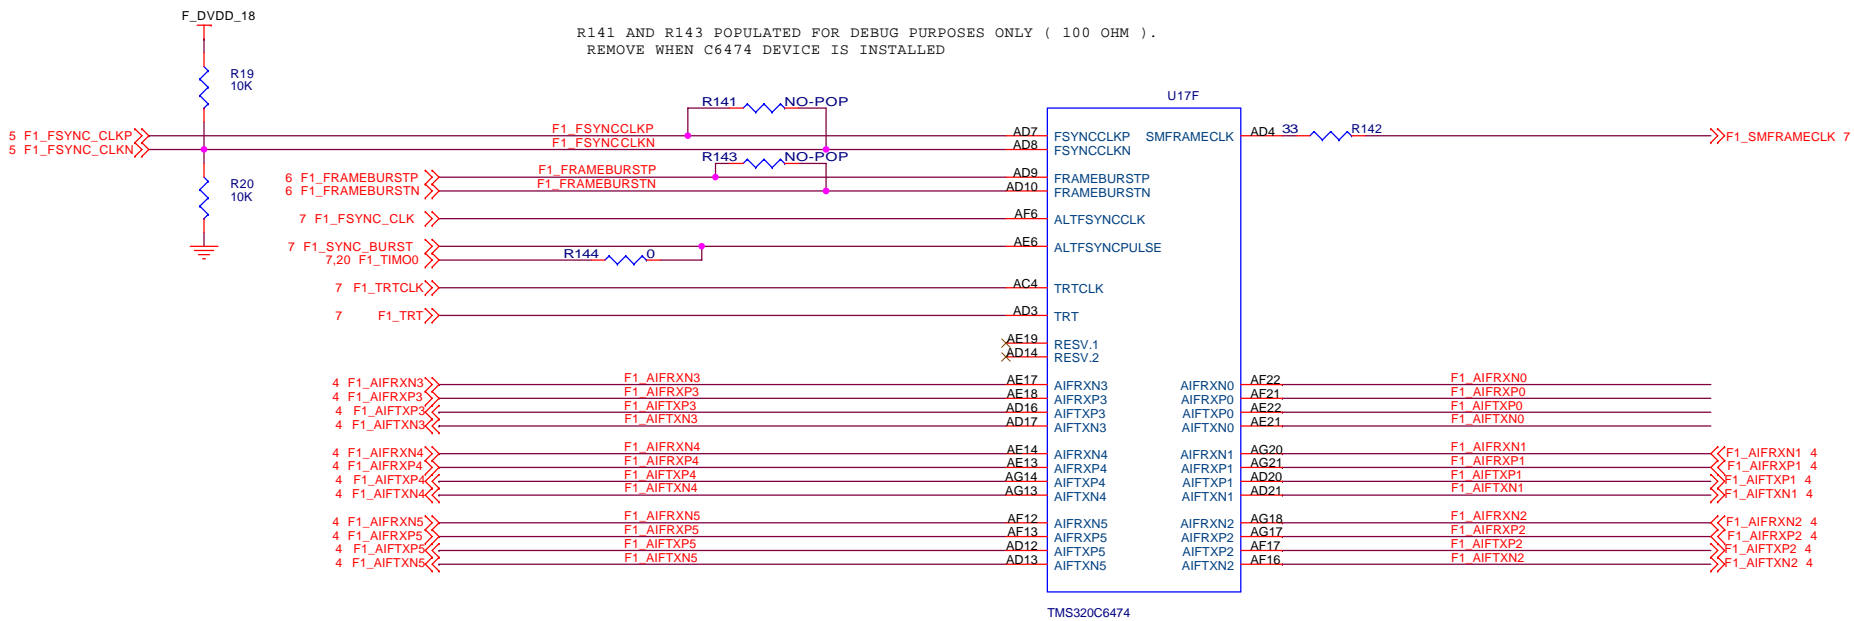 F_DVDD_18
R141 AND R143 POPULATED FOR DEBUG PURPOSES ONLY ( 100 OHM ).
REMOVE WHEN C6474 DEVICE IS INSTALLED
R19
10K
R141 NO-POP
U17F
5 F1_FSYNC_CLKP F1_FSYNCCLKP AD7 FSYNCCLKP SMFRAMECLK AD4 33 R142 F1_SMFRAMECLK 7
5 F1_FSYNC_CLKN F1_FSYNCCLKN AD8 FSYNCCLKN
R143 NO-POP
R20
10K
6 F1_FRAMEBURSTP F1_FRAMEBURSTP AD9 FRAMEBURSTP
6 F1_FRAMEBURSTN F1_FRAMEBURSTN AD10 FRAMEBURSTN
7 F1_FSYNC_CLK AF6 ALTFSYNCCLK
7 F1_SYNC_BURST AE6 ALTFSYNCPULSE
7,20 F1_TIMO0 R144 0
7 F1_TRTCLK AC4 TRTCLK
7 F1_TRT AD3 TRT
AE19 RESV.1
AD14 RESV.2
4 F1_AIFRXN3 F1_AIFRXN3 AE17 AIFRXN3 AIFRXN0 AF22 F1_AIFRXN0
4 F1_AIFRXP3 F1_AIFRXP3 AE18 AIFRXP3 AIFRXP0 AF21 F1_AIFRXP0
4 F1_AIFTXP3 F1_AIFTXP3 AD16 AIFTXP3 AIFTXP0 AE22 F1_AIFTXP0
4 F1_AIFTXN3 F1_AIFTXN3 AD17 AIFTXN3 AIFTXN0 AE21 F1_AIFTXN0
4 F1_AIFRXN4 F1_AIFRXN4 AE14 AIFRXN4 AIFRXN1 AG20 F1_AIFRXN1 F1_AIFRXN1 4
4 F1_AIFRXP4 F1_AIFRXP4 AE13 AIFRXP4 AIFRXP1 AG21 F1_AIFRXP1 F1_AIFRXP1 4
4 F1_AIFTXP4 F1_AIFTXP4 AG14 AIFTXP4 AIFTXP1 AD20 F1_AIFTXP1 F1_AIFTXP1 4
4 F1_AIFTXN4 F1_AIFTXN4 AG13 AIFTXN4 AIFTXN1 AD21 F1_AIFTXN1 F1_AIFTXN1 4
4 F1_AIFRXN5 F1_AIFRXN5 AF12 AIFRXN5 AIFRXN2 AG18 F1_AIFRXN2 F1_AIFRXN2 4
4 F1_AIFRXP5 F1_AIFRXP5 AF13 AIFRXP5 AIFRXP2 AG17 F1_AIFRXP2 F1_AIFRXP2 4
4 F1_AIFTXP5 F1_AIFTXP5 AD12 AIFTXP5 AIFTXP2 AF17 F1_AIFTXP2 F1_AIFTXP2 4
4 F1_AIFTXN5 F1_AIFTXN5 AD13 AIFTXN5 AIFTXN2 AF16 F1_AIFTXN2 F1_AIFTXN2 4
TMS320C6474